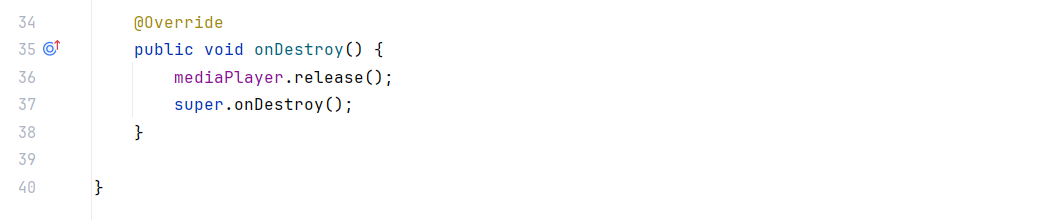 34     @Override
35     public void onDestroy() {
36         mediaPlayer.release();
37         super.onDestroy();
38     }
39
40 }